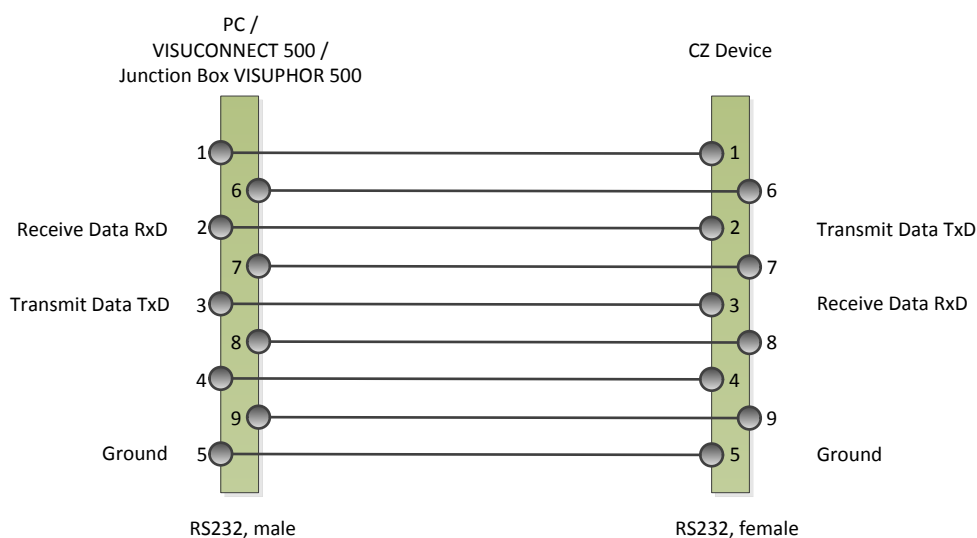 PC /
VISUCONNECT 500 /
Junction Box VISUPHOR 500
CZ Device
1 1
6 6
Receive Data RxD 2 2 Transmit Data TxD
7 7
Transmit Data TxD 3 3 Receive Data RxD
8 8
4 4
9 9
Ground 5 5 Ground
RS232, male RS232, female